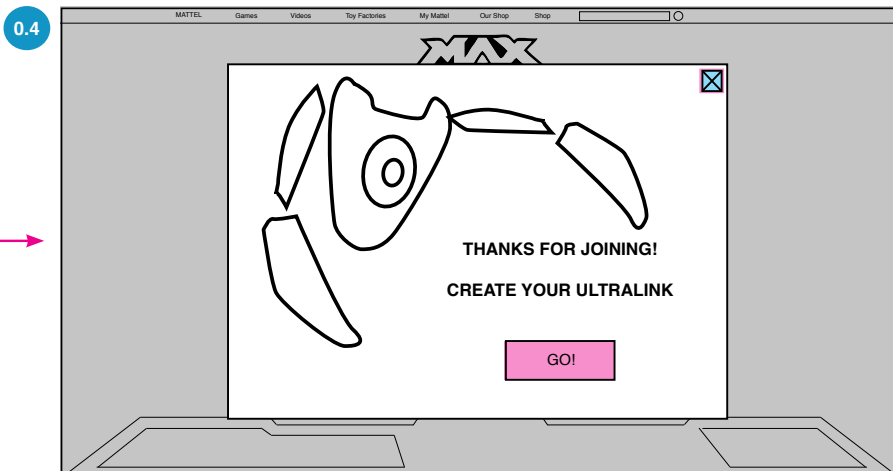 0.4
MATTEL Games Videos Toy Factories My Mattel Our Shop Shop
MAX
THANKS FOR JOINING!
CREATE YOUR ULTRALINK
GO!